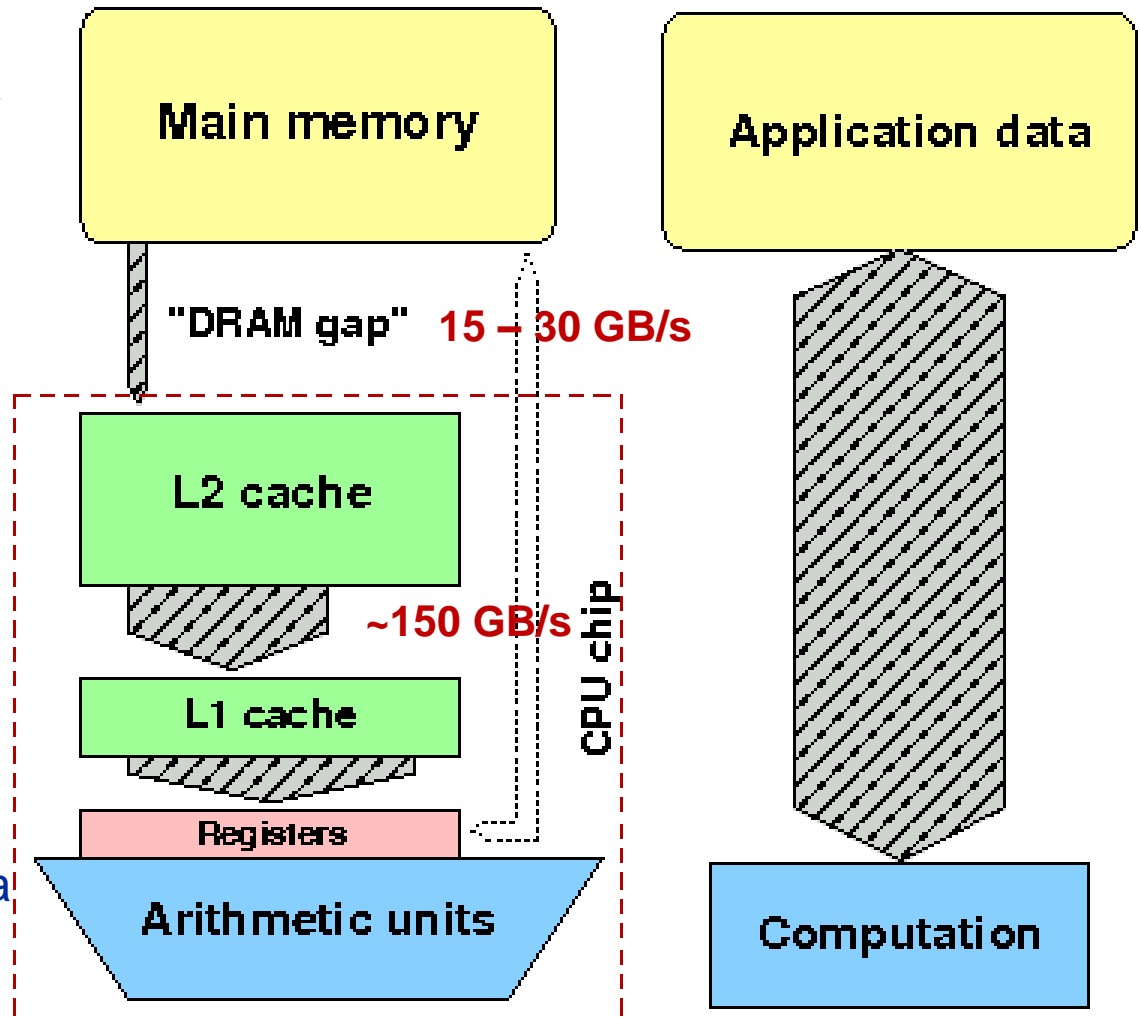 Main memory
Application data
"DRAM gap"
15 – 30 GB/s
L2 cache
~150 GB/s
CPU chip
L1 cache
Registers
a
Arithmetic units
Computation